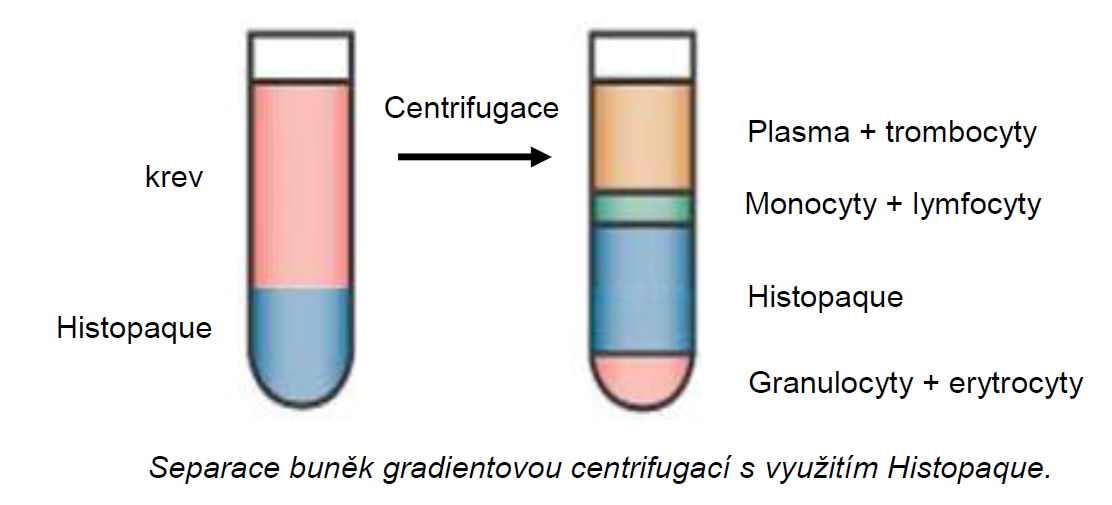 Centrifugace
krev
Histopaque
Plasma + trombocyty
Monocyty + lymfocyty
Histopaque
Granulocyty + erytrocyty
Separace buněk gradientovou centrifugací s využitím Histopaque.